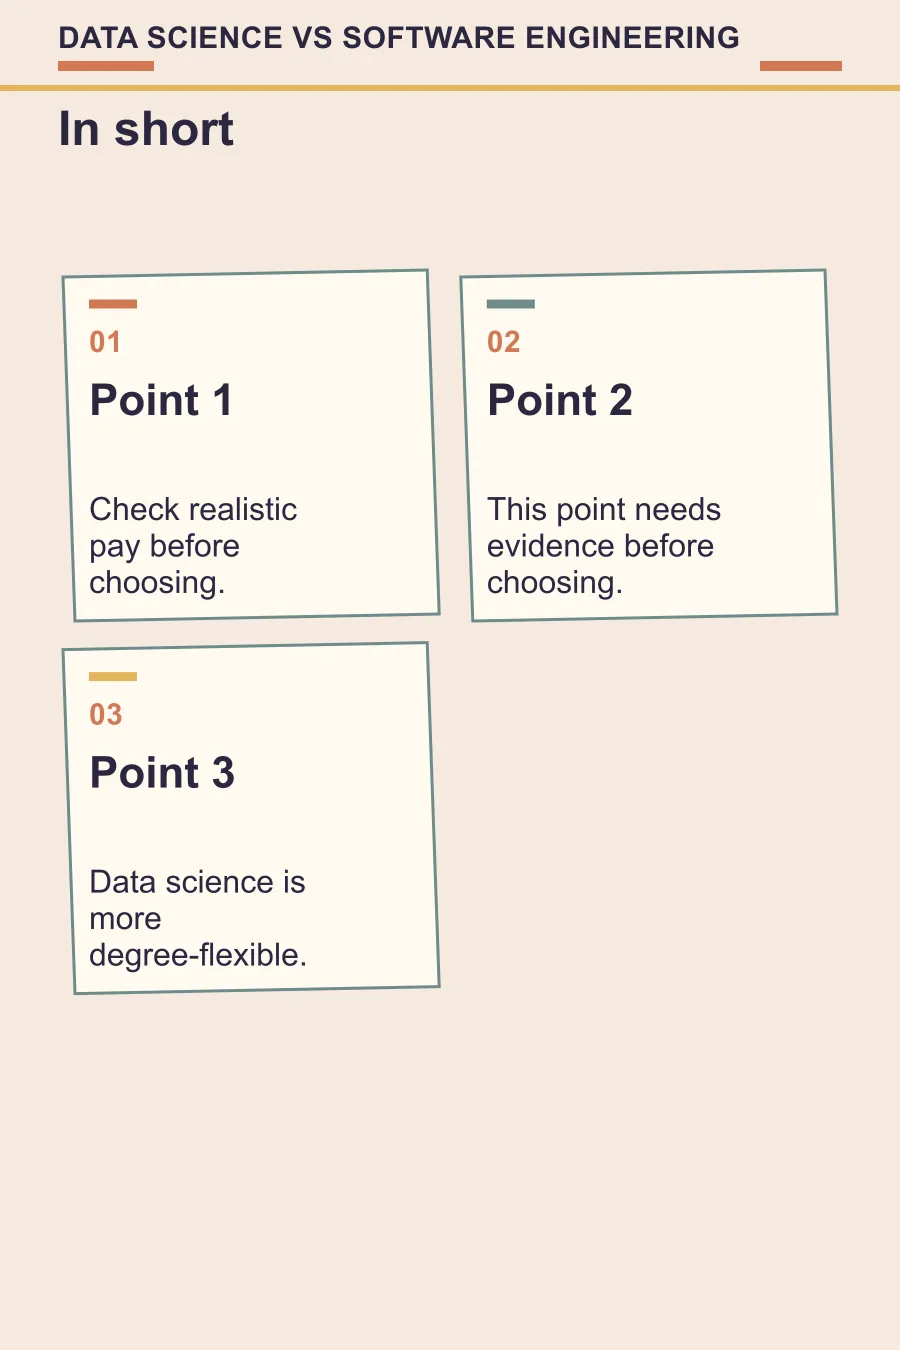 DATA SCIENCE VS SOFTWARE ENGINEERING
In short
01
Point 1
Check realistic
pay before
choosing.
02
Point 2
This point needs
evidence before
choosing.
03
Point 3
Data science is
more
degree-flexible.